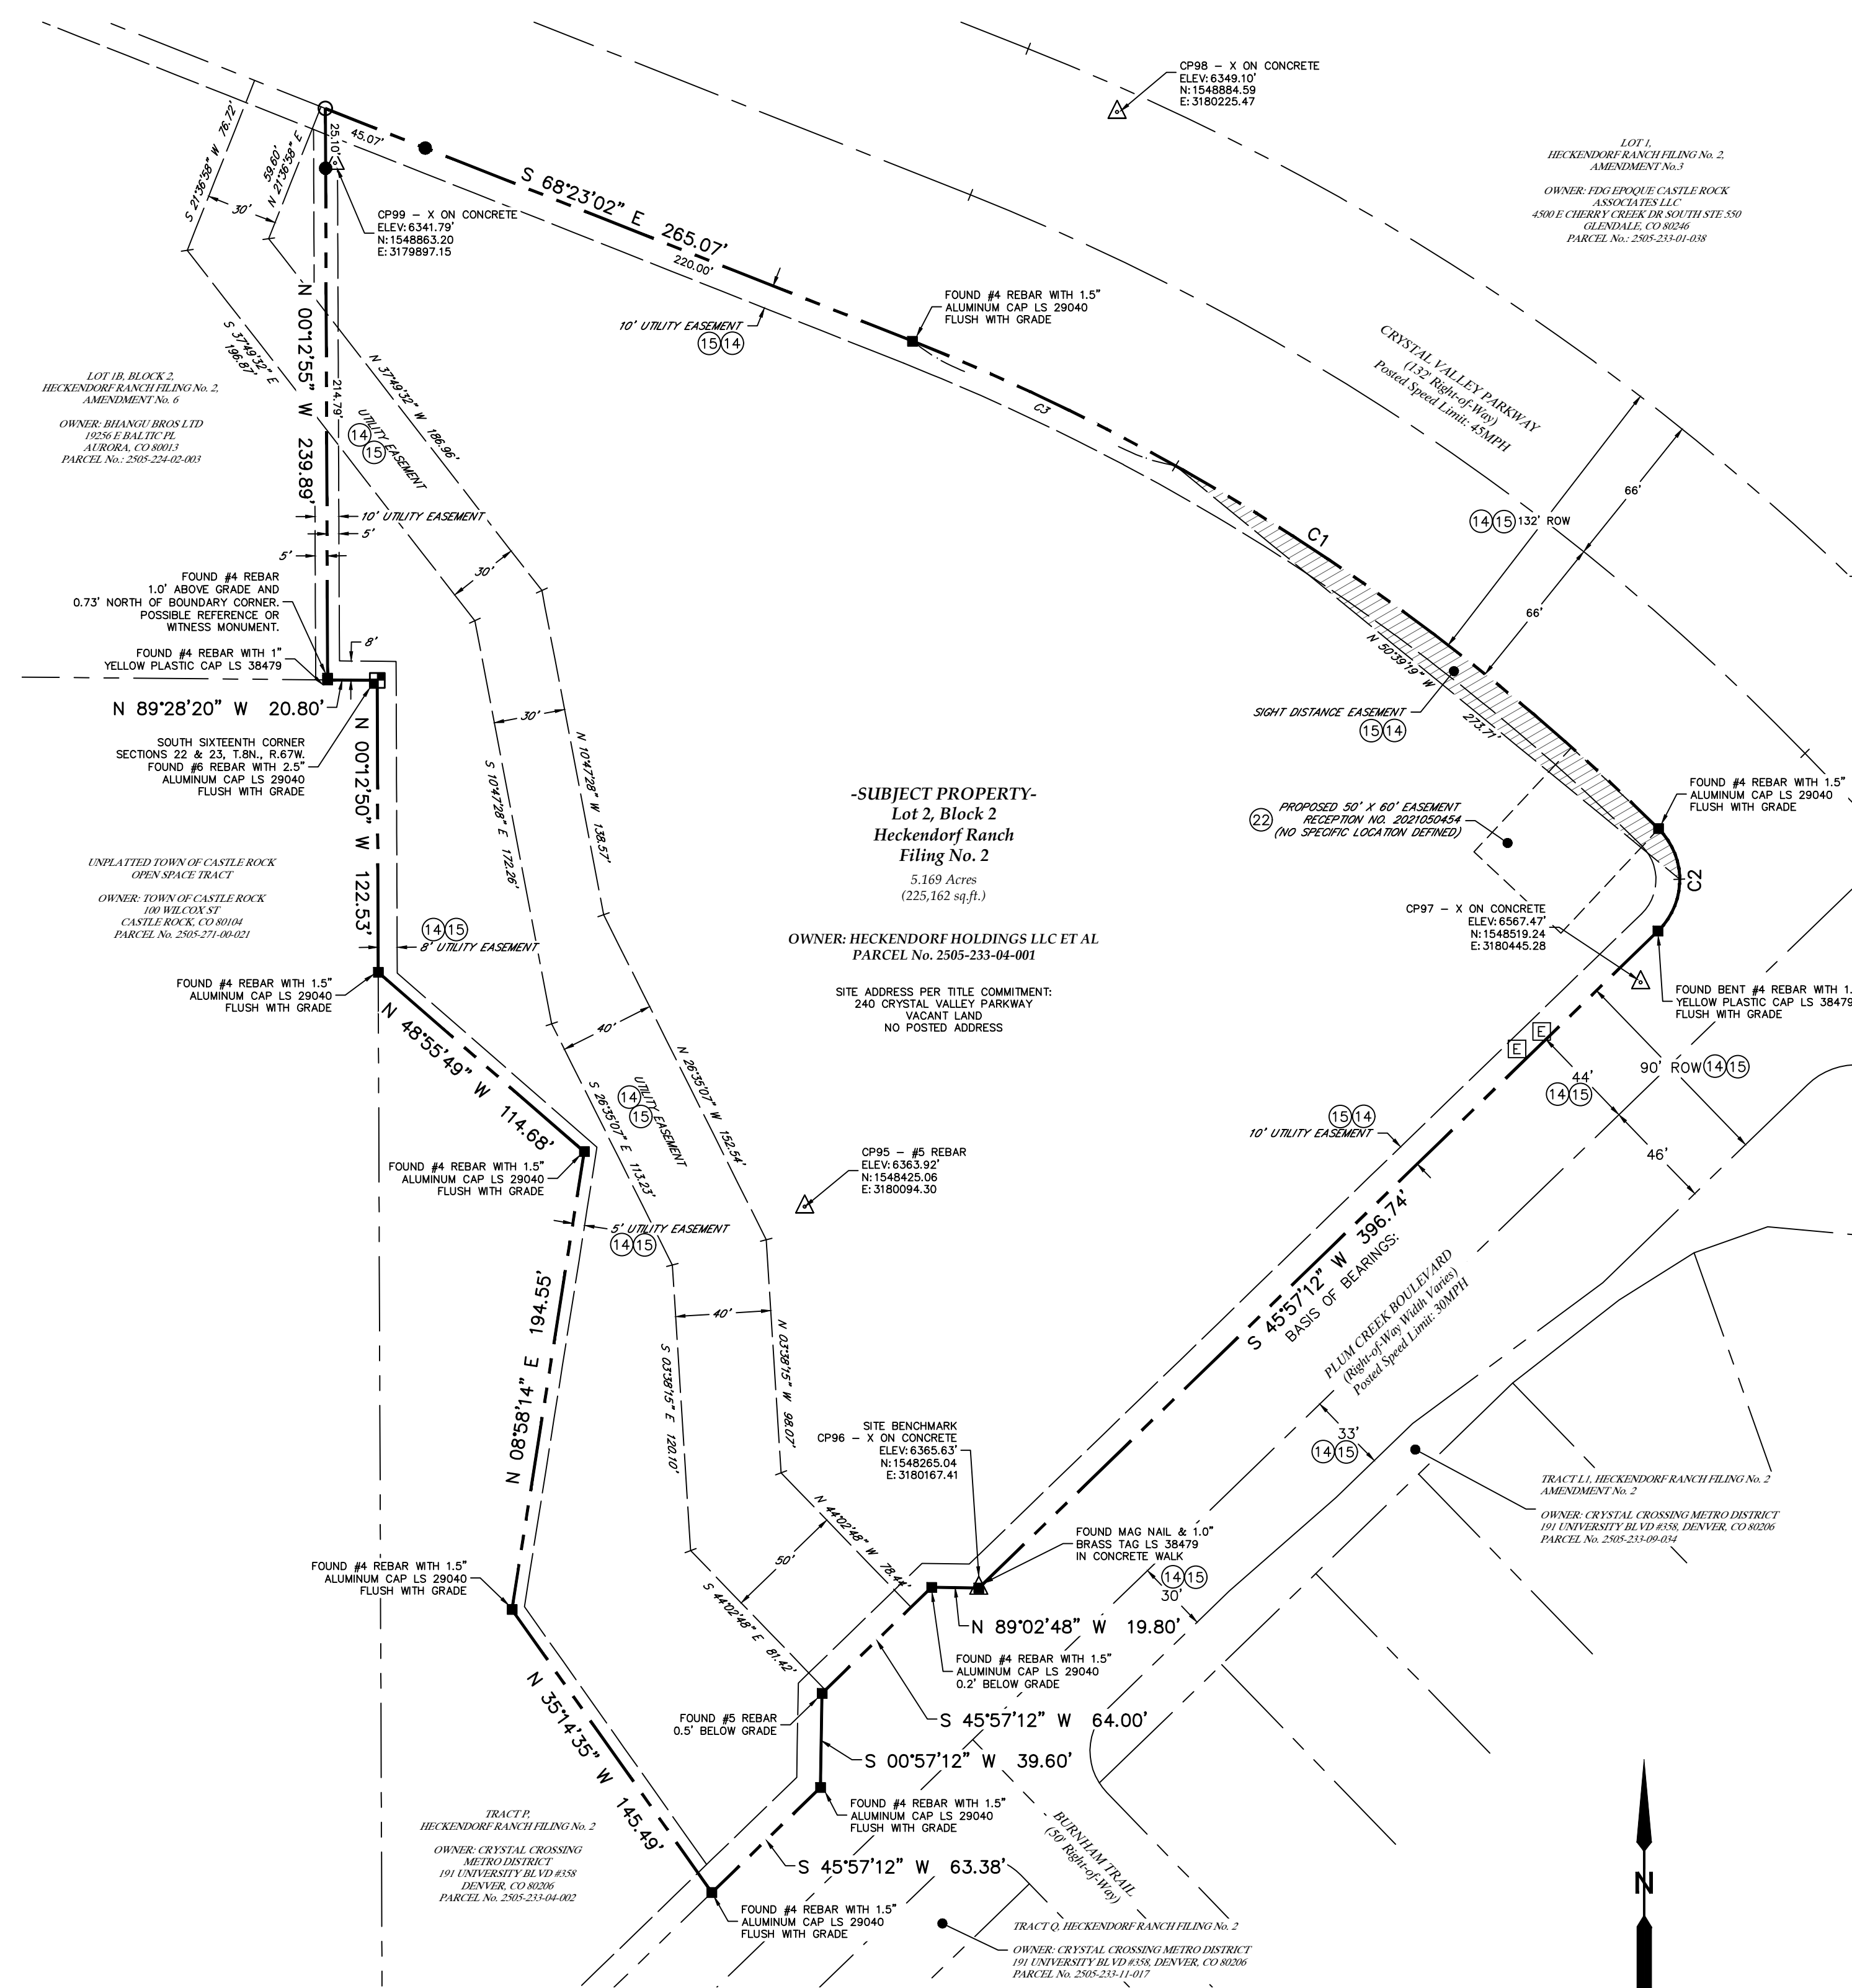 CP98 – X ON CONCRETE
ELEV: 6349.10'
N: 1548884.59
E: 3180225.47
LOT 1,
HECKENDORF RANCH FILING No. 2,
AMENDMENT No.3
OWNER: FDG EPOQUE CASTLE ROCK
ASSOCIATES LLC
4500 E CHERRY CREEK DR SOUTH STE 550
GLENDALE, CO 80246
PARCEL No.: 2505-233-01-038
S 21°36'58" W 76.72'
59.60'
N 21°36'58" E
30'
25.10'
45.07'
S 68°23'02" E 265.07'
220.00'
CP99 – X ON CONCRETE
ELEV: 6341.79'
N: 1548863.20
E: 3179897.15
10' UTILITY EASEMENT
15 14
FOUND #4 REBAR WITH 1.5"
ALUMINUM CAP LS 29040
FLUSH WITH GRADE
C3
CRYSTAL VALLEY PARKWAY
(132' Right-of-Way)
Posted Speed Limit: 45MPH
S 37°49'32" E
196.87'
N 00°12'55" W 239.89'
214.79'
N 37°49'32" W 186.96'
UTILITY EASEMENT
14
15
LOT 1B, BLOCK 2,
HECKENDORF RANCH FILING No. 2,
AMENDMENT No. 6
OWNER: BHANGU BROS LTD
19256 E BALTIC PL
AURORA, CO 80013
PARCEL No.: 2505-224-02-003
10' UTILITY EASEMENT
5'
5'
30'
C1
14 15 132' ROW
66'
66'
FOUND #4 REBAR
1.0' ABOVE GRADE AND
0.73' NORTH OF BOUNDARY CORNER.
POSSIBLE REFERENCE OR
WITNESS MONUMENT.
FOUND #4 REBAR WITH 1"
YELLOW PLASTIC CAP LS 38479
8'
N 89°28'20" W 20.80'
SOUTH SIXTEENTH CORNER
SECTIONS 22 & 23, T.8N., R.67W.
FOUND #6 REBAR WITH 2.5"
ALUMINUM CAP LS 29040
FLUSH WITH GRADE
N 00°12'50" W 122.53'
30'
S 10°47'28" E 172.26'
N 10°47'28" W 138.57'
N 50°39'19" W
273.71'
SIGHT DISTANCE EASEMENT
15 14
-SUBJECT PROPERTY-
Lot 2, Block 2
Heckendorf Ranch
Filing No. 2
5.169 Acres
(225,162 sq.ft.)
OWNER: HECKENDORF HOLDINGS LLC ET AL
PARCEL No. 2505-233-04-001
SITE ADDRESS PER TITLE COMMITMENT:
240 CRYSTAL VALLEY PARKWAY
VACANT LAND
NO POSTED ADDRESS
22
PROPOSED 50' X 60' EASEMENT
RECEPTION NO. 2021050454
(NO SPECIFIC LOCATION DEFINED)
FOUND #4 REBAR WITH 1.5"
ALUMINUM CAP LS 29040
FLUSH WITH GRADE
C2
CP97 – X ON CONCRETE
ELEV: 6567.47'
N: 1548519.24
E: 3180445.28
FOUND BENT #4 REBAR WITH 1.
YELLOW PLASTIC CAP LS 38479
FLUSH WITH GRADE
UNPLATTED TOWN OF CASTLE ROCK
OPEN SPACE TRACT
OWNER: TOWN OF CASTLE ROCK
100 WILCOX ST
CASTLE ROCK, CO 80104
PARCEL No. 2505-271-00-021
14 15
8' UTILITY EASEMENT
FOUND #4 REBAR WITH 1.5"
ALUMINUM CAP LS 29040
FLUSH WITH GRADE
N 48°55'49" W 114.68'
40'
E
E
44'
14 15
90' ROW 14 15
46'
15 14
10' UTILITY EASEMENT
N 26°35'07" W 152.54'
S 26°35'07" E 113.23'
UTILITY EASEMENT
14
15
FOUND #4 REBAR WITH 1.5"
ALUMINUM CAP LS 29040
FLUSH WITH GRADE
CP95 – #5 REBAR
ELEV: 6363.92'
N: 1548425.06
E: 3180094.30
5' UTILITY EASEMENT
14 15
S 45°57'12" W 396.74'
BASIS OF BEARINGS:
PLUM CREEK BOULEVARD
(Right-of-Way Width Varies)
Posted Speed Limit: 30MPH
N 08°58'14" E 194.55'
40'
S 03°38'15" E 120.10'
N 03°38'15" W 98.07'
SITE BENCHMARK
CP96 – X ON CONCRETE
ELEV: 6365.63'
N: 1548265.04
E: 3180167.41
33'
14 15
TRACT L1, HECKENDORF RANCH FILING No. 2
AMENDMENT No. 2
OWNER: CRYSTAL CROSSING METRO DISTRICT
191 UNIVERSITY BLVD #358, DENVER, CO 80206
PARCEL No. 2505-233-09-034
N 44°02'48" W 78.44'
50'
S 44°02'48" E 81.42'
FOUND MAG NAIL & 1.0"
BRASS TAG LS 38479
IN CONCRETE WALK
14 15
30'
FOUND #4 REBAR WITH 1.5"
ALUMINUM CAP LS 29040
FLUSH WITH GRADE
N 89°02'48" W 19.80'
FOUND #4 REBAR WITH 1.5"
ALUMINUM CAP LS 29040
0.2' BELOW GRADE
N 35°14'35" W 145.49'
FOUND #5 REBAR
0.5' BELOW GRADE
S 45°57'12" W 64.00'
S 00°57'12" W 39.60'
FOUND #4 REBAR WITH 1.5"
ALUMINUM CAP LS 29040
FLUSH WITH GRADE
BURNHAM TRAIL
(50' Right-of-Way)
TRACT P,
HECKENDORF RANCH FILING No. 2
OWNER: CRYSTAL CROSSING
METRO DISTRICT
191 UNIVERSITY BLVD #358
DENVER, CO 80206
PARCEL No. 2505-233-04-002
S 45°57'12" W 63.38'
FOUND #4 REBAR WITH 1.5"
ALUMINUM CAP LS 29040
FLUSH WITH GRADE
TRACT Q, HECKENDORF RANCH FILING No. 2
OWNER: CRYSTAL CROSSING METRO DISTRICT
191 UNIVERSITY BLVD #358, DENVER, CO 80206
PARCEL No. 2505-233-11-017
N